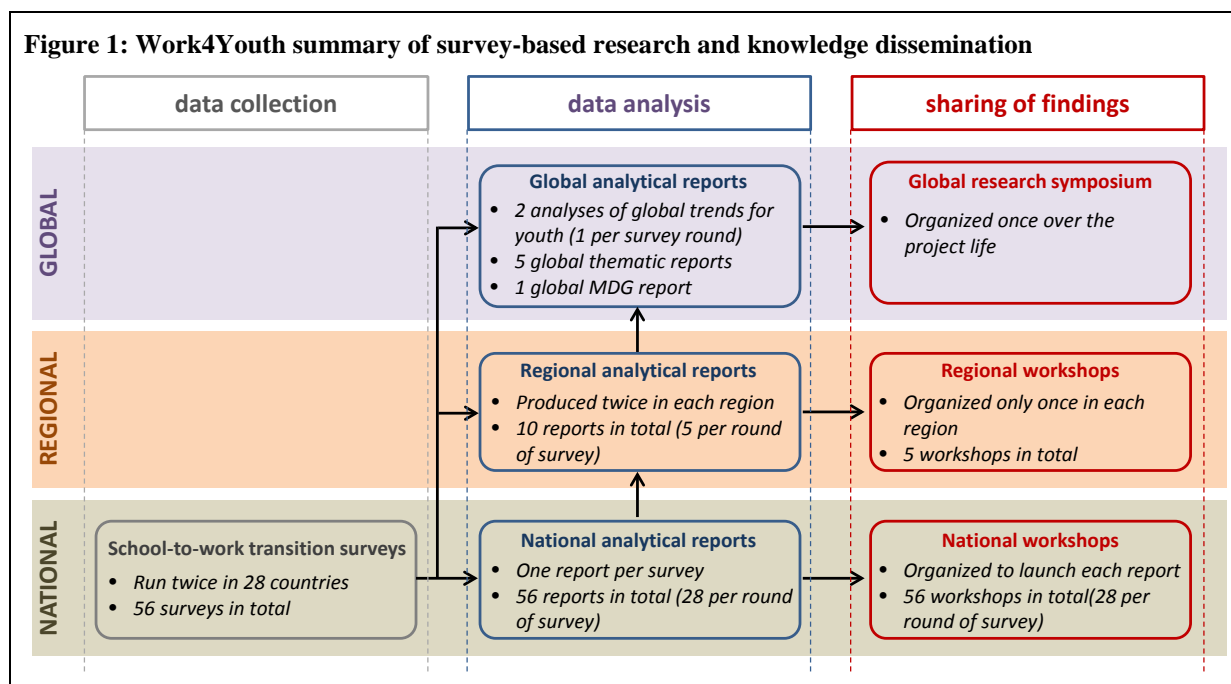 Figure 1: Work4Youth summary of survey-based research and knowledge dissemination
data collection
data analysis
sharing of findings
GLOBAL
Global analytical reports
• 2 analyses of global trends for
youth (1 per survey round)
• 5 global thematic reports
• 1 global MDG report
Global research symposium
• Organized once over the
project life
REGIONAL
Regional analytical reports
• Produced twice in each region
• 10 reports in total (5 per round
of survey)
Regional workshops
• Organized only once in each
region
• 5 workshops in total
NATIONAL
School-to-work transition surveys
• Run twice in 28 countries
• 56 surveys in total
National analytical reports
• One report per survey
• 56 reports in total (28 per round
of survey)
National workshops
• Organized to launch each report
• 56 workshops in total(28 per
round of survey)